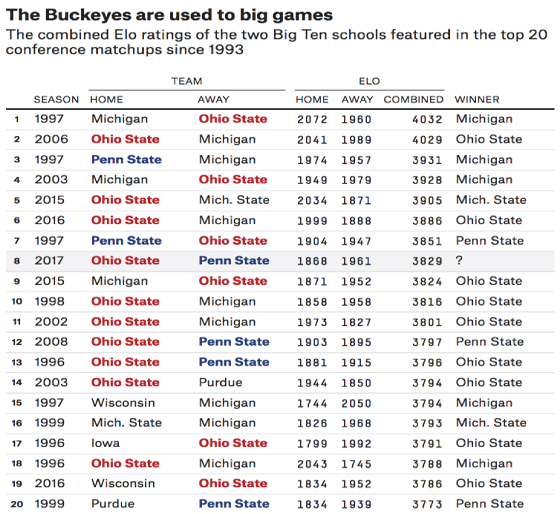 The Buckeyes are used to big games
The combined Elo ratings of the two Big Ten schools featured in the top 20
conference matchups since 1993
TEAM ELO
SEASON HOME AWAY HOME AWAY COMBINED WINNER
1 1997 Michigan Ohio State 2072 1960 4032 Michigan
2 2006 Ohio State Michigan 2041 1989 4029 Ohio State
3 1997 Penn State Michigan 1974 1957 3931 Michigan
4 2003 Michigan Ohio State 1949 1979 3928 Michigan
5 2015 Ohio State Mich. State 2034 1871 3905 Mich. State
6 2016 Ohio State Michigan 1999 1888 3886 Ohio State
7 1997 Penn State Ohio State 1904 1947 3851 Penn State
8 2017 Ohio State Penn State 1868 1961 3829 ?
9 2015 Michigan Ohio State 1871 1952 3824 Ohio State
10 1998 Ohio State Michigan 1858 1958 3816 Ohio State
11 2002 Ohio State Michigan 1973 1827 3801 Ohio State
12 2008 Ohio State Penn State 1903 1895 3797 Penn State
13 1996 Ohio State Penn State 1881 1915 3796 Ohio State
14 2003 Ohio State Purdue 1944 1850 3794 Ohio State
15 1997 Wisconsin Michigan 1744 2050 3794 Michigan
16 1999 Mich. State Michigan 1826 1968 3793 Mich. State
17 1996 Iowa Ohio State 1799 1992 3791 Ohio State
18 1996 Ohio State Michigan 2043 1745 3788 Michigan
19 2016 Wisconsin Ohio State 1834 1952 3786 Ohio State
20 1999 Purdue Penn State 1834 1939 3773 Penn State